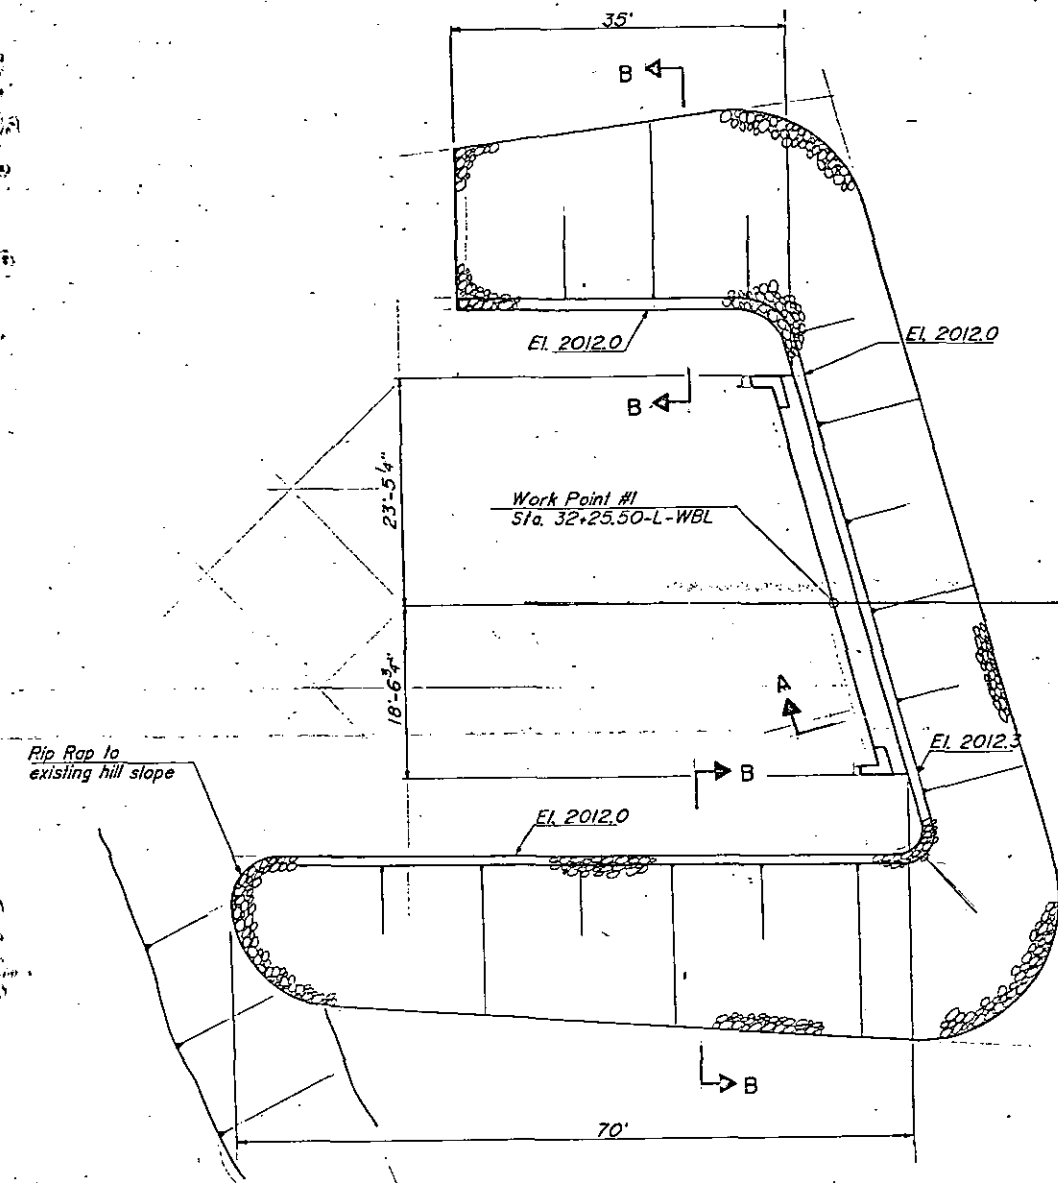 35'
B
El. 2012.0
El. 2012.0
B
23'-5 1/4"
Work Point #1
Sta. 32+25.50-L-WBL
18'-6 3/4"
A
Rip Rap to
existing hill slope
El. 2012.3
B
El. 2012.0
B
70'